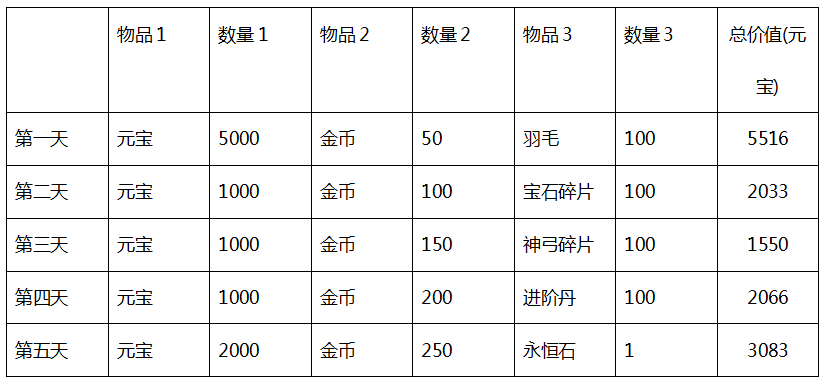 物品1 数量1 物品2 数量2 物品3 数量3 总价值(元
宝)
第一天 元宝 5000 金币 50 羽毛 100 5516
第二天 元宝 1000 金币 100 宝石碎片 100 2033
第三天 元宝 1000 金币 150 神弓碎片 100 1550
第四天 元宝 1000 金币 200 进阶丹 100 2066
第五天 元宝 2000 金币 250 永恒石 1 3083